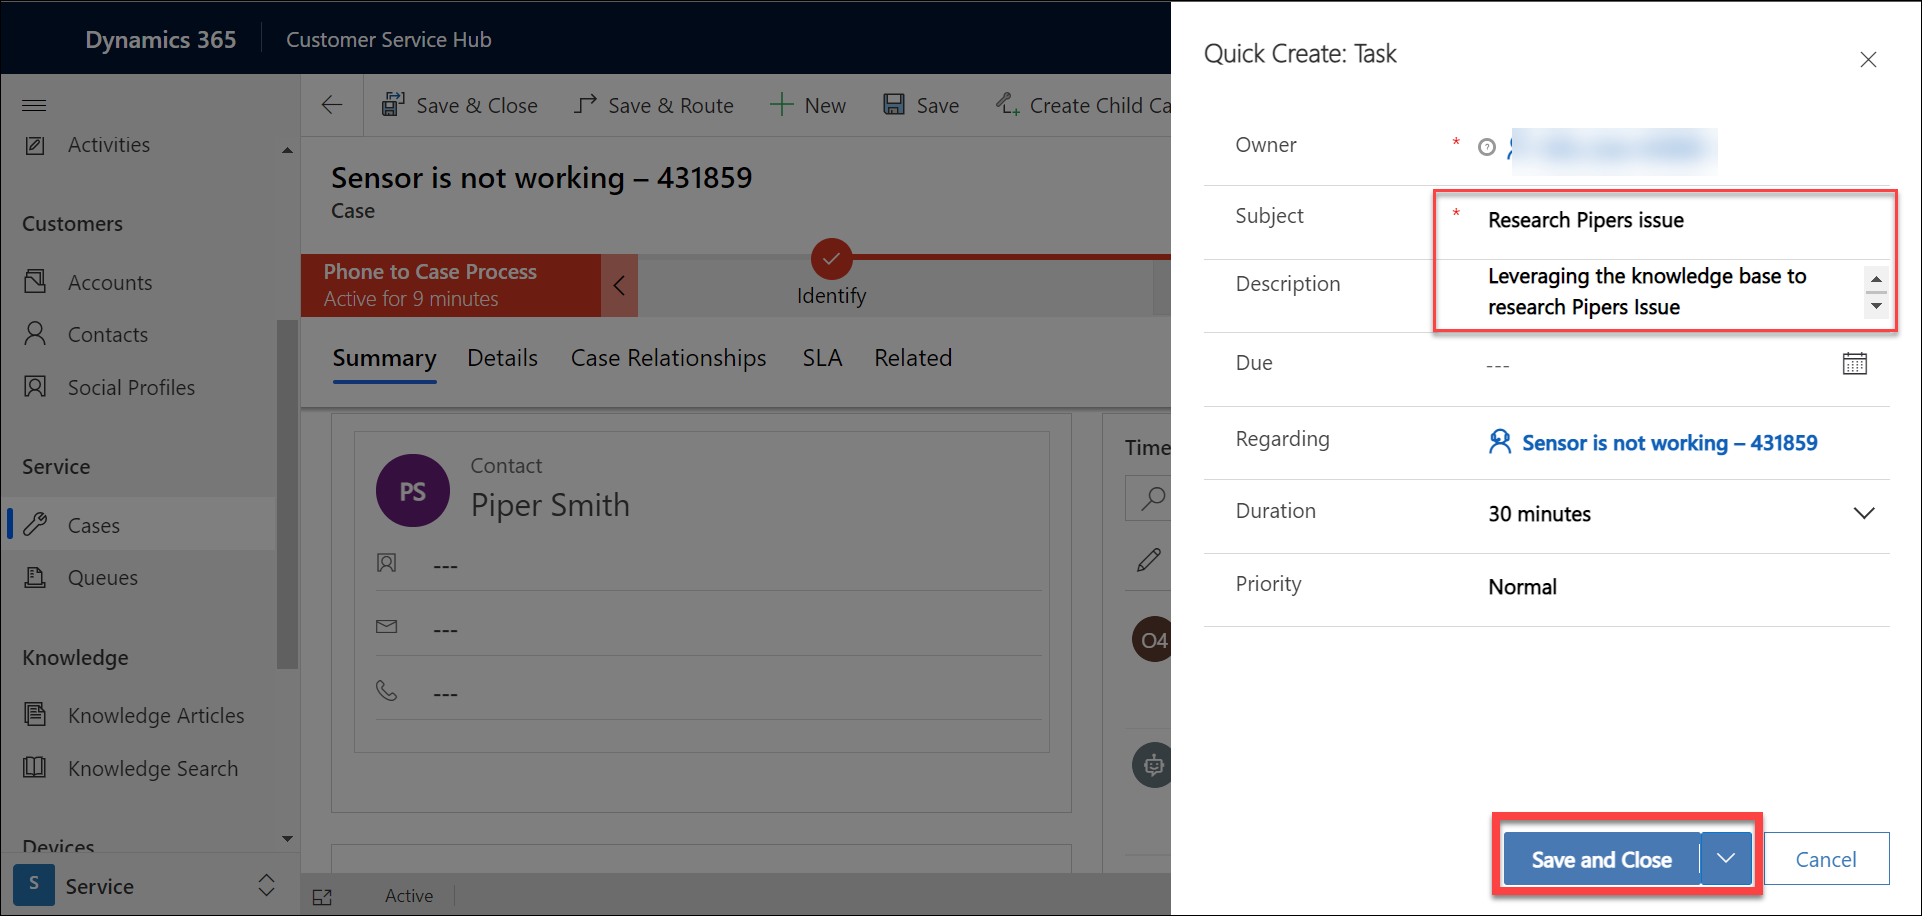 Dynamics 365
Customer Service Hub
Activities
Customers
Accounts
Contacts
Social Profiles
Service
Cases
Queues
Knowledge
Knowledge Articles
Knowledge Search
Devices
S
Service
Save & Close
Save & Route
New
Save
Create Child Ca
Sensor is not working – 431859
Case
Phone to Case Process
Active for 9 minutes
Identify
Summary
Details
Case Relationships
SLA
Related
PS
Contact
Piper Smith
---
---
---
Time
O4
Active
Quick Create: Task
Owner
*
Subject
*
Research Pipers issue
Description
Leveraging the knowledge base to
research Pipers Issue
Due
---
Regarding
Sensor is not working – 431859
Duration
30 minutes
Priority
Normal
Save and Close
Cancel